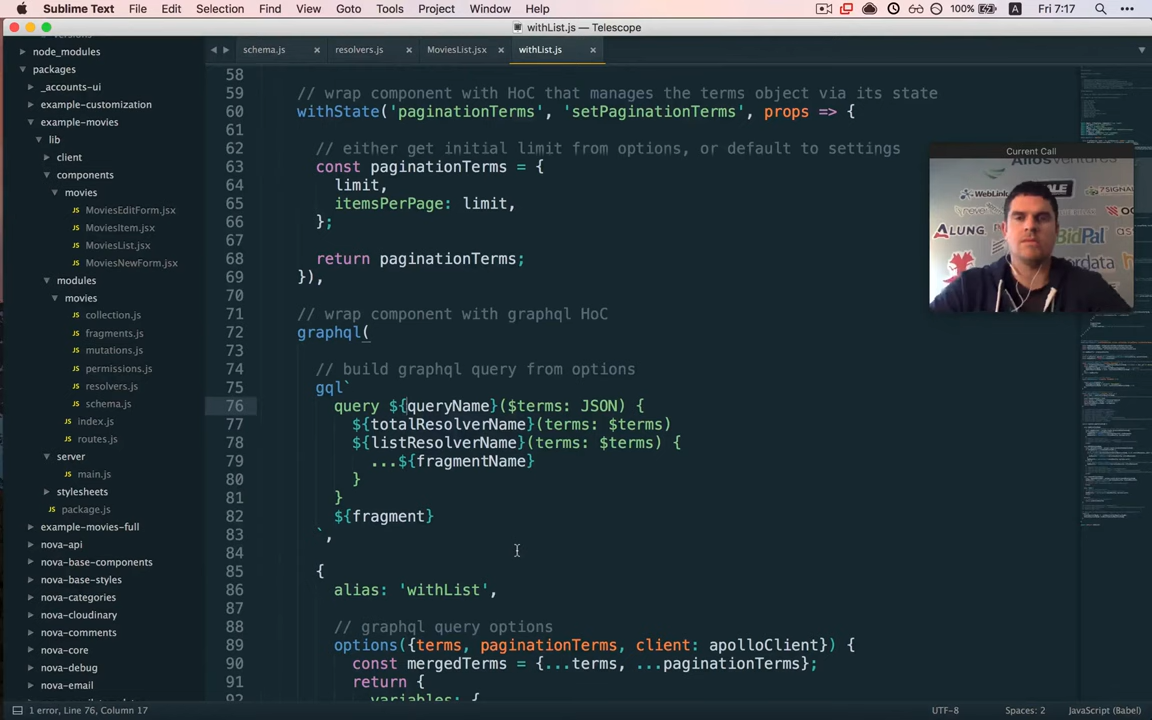 Sublime Text File Edit Selection Find View Goto Tools Project Window Help 100% A Fri 7:17
withList.js — Telescope
schema.js × resolvers.js × MoviesList.jsx × withList.js ×
node_modules
packages
_accounts-ui
example-customization
example-movies
lib
client
components
movies
MoviesEditForm.jsx
MoviesItem.jsx
MoviesList.jsx
MoviesNewForm.jsx
modules
movies
collection.js
fragments.js
mutations.js
permissions.js
resolvers.js
schema.js
index.js
routes.js
server
main.js
stylesheets
package.js
example-movies-full
nova-api
nova-base-components
nova-base-styles
nova-categories
nova-cloudinary
nova-comments
nova-core
nova-debug
nova-email
58
59 // wrap component with HoC that manages the terms object via its state
60 withState('paginationTerms', 'setPaginationTerms', props => {
61
62 // either get initial limit from options, or default to settings
63 const paginationTerms = {
64 limit,
65 itemsPerPage: limit,
66 };
67
68 return paginationTerms;
69 }),
70
71 // wrap component with graphql HoC
72 graphql(
73
74 // build graphql query from options
75 gql`
76 query ${queryName}($terms: JSON) {
77 ${totalResolverName}(terms: $terms)
78 ${listResolverName}(terms: $terms) {
79 ...${fragmentName}
80 }
81 }
82 ${fragment}
83 `,
84
85 {
86 alias: 'withList',
87
88 // graphql query options
89 options({terms, paginationTerms, client: apolloClient}) {
90 const mergedTerms = {...terms, ...paginationTerms};
91 return {
92 variables: {
Current Call
WebLink
7SIGNAL
ALUNG
BidPal
1 error, Line 76, Column 17 UTF-8 Spaces: 2 JavaScript (Babel)